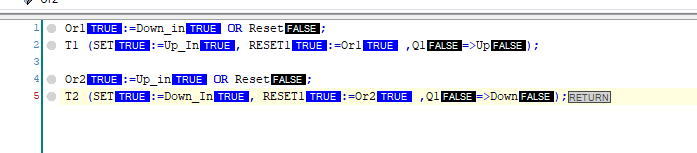 1 Or1 TRUE :=Down_in TRUE OR Reset FALSE ;
2 T1 (SET TRUE :=Up_In TRUE , RESET1 TRUE :=Or1 TRUE ,Q1 FALSE =>Up FALSE );
3
4 Or2 TRUE :=Up_in TRUE OR Reset FALSE ;
5 T2 (SET TRUE :=Down_In TRUE , RESET1 TRUE :=Or2 TRUE ,Q1 FALSE =>Down FALSE ); RETURN